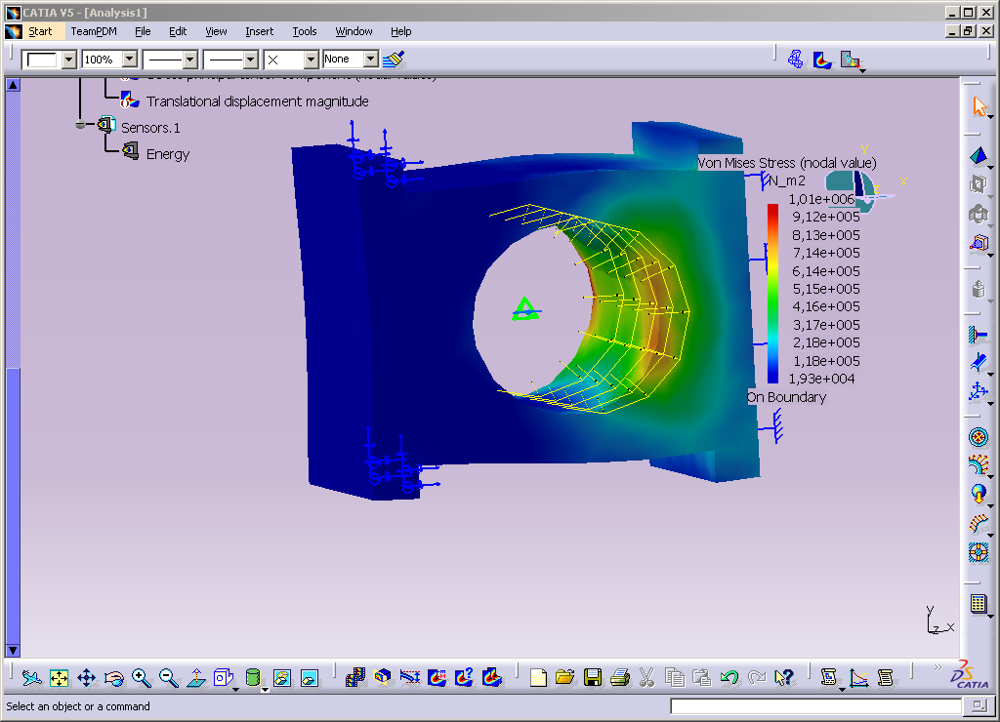 CATIA V5 - [Analysis1]
Start TeamPDM File Edit View Insert Tools Window Help
100% None
Translational displacement magnitude
Sensors.1
Energy
Von Mises Stress (nodal value)
N_m2
1,01e+006
9,12e+005
8,13e+005
7,14e+005
6,14e+005
5,15e+005
4,16e+005
3,17e+005
2,18e+005
1,18e+005
1,93e+004
On Boundary
y
z x
CATIA
Select an object or a command